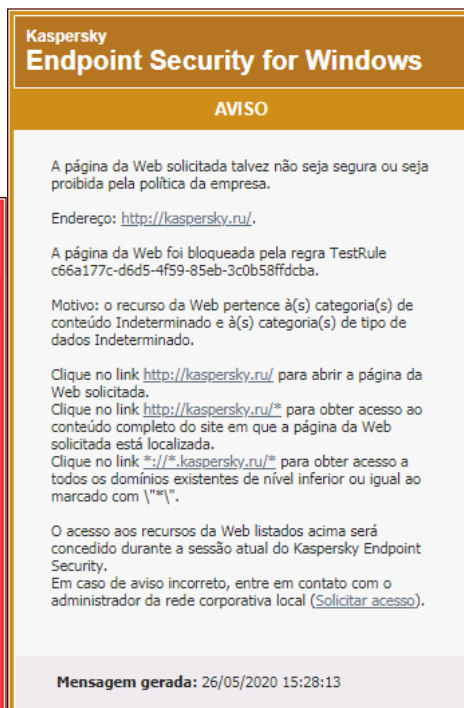 Kaspersky
Endpoint Security for Windows
AVISO
A página da Web solicitada talvez não seja segura ou seja
proibida pela política da empresa.
Endereço: http://kaspersky.ru/.
A página da Web foi bloqueada pela regra TestRule
c66a177c-d6d5-4f59-85eb-3c0b58ffdcba.
Motivo: o recurso da Web pertence à(s) categoria(s) de
conteúdo Indeterminado e à(s) categoria(s) de tipo de
dados Indeterminado.
Clique no link http://kaspersky.ru/ para abrir a página da
Web solicitada.
Clique no link http://kaspersky.ru/* para obter acesso ao
conteúdo completo do site em que a página da Web
solicitada está localizada.
Clique no link *://*.kaspersky.ru/* para obter acesso a
todos os domínios existentes de nível inferior ou igual ao
marcado com \"*\".
O acesso aos recursos da Web listados acima será
concedido durante a sessão atual do Kaspersky Endpoint
Security.
Em caso de aviso incorreto, entre em contato com o
administrador da rede corporativa local (Solicitar acesso).
Mensagem gerada: 26/05/2020 15:28:13